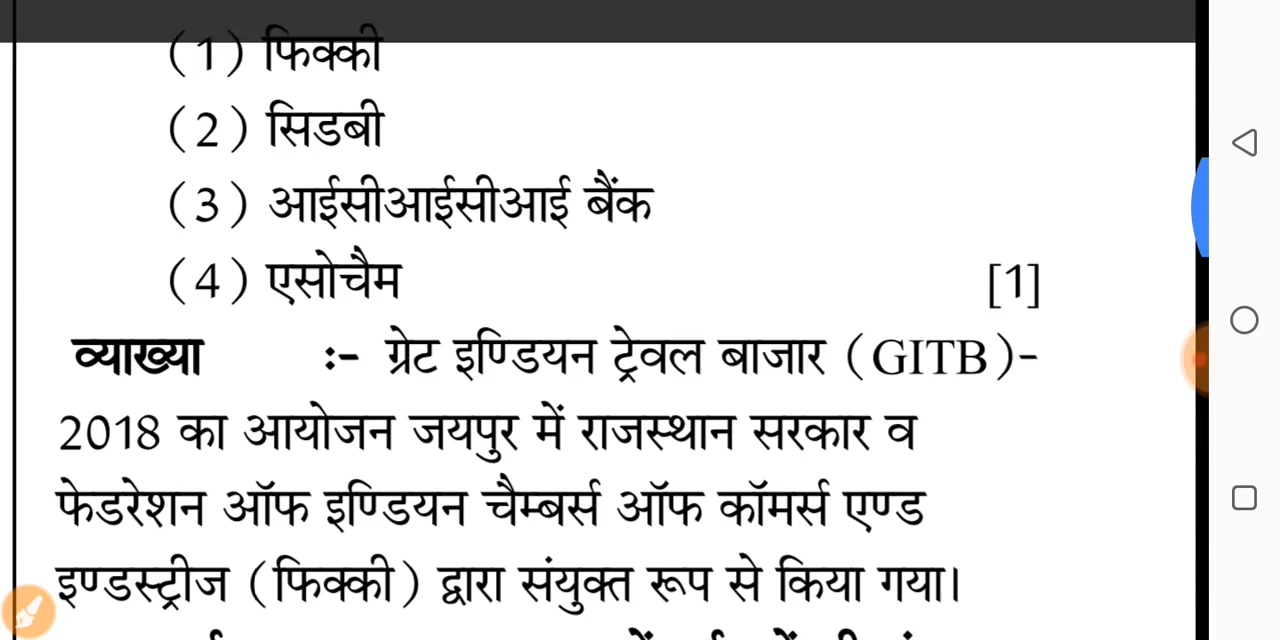 (1) फिक्की
(2) सिडबी
(3) आईसीआईसीआई बैंक
(4) एसोचैम [1]
व्याख्या :- ग्रेट इण्डियन ट्रेवल बाजार (GITB)-
2018 का आयोजन जयपुर में राजस्थान सरकार व
फेडरेशन ऑफ इण्डियन चैम्बर्स ऑफ कॉमर्स एण्ड
इण्डस्ट्रीज (फिक्की) द्वारा संयुक्त रूप से किया गया।